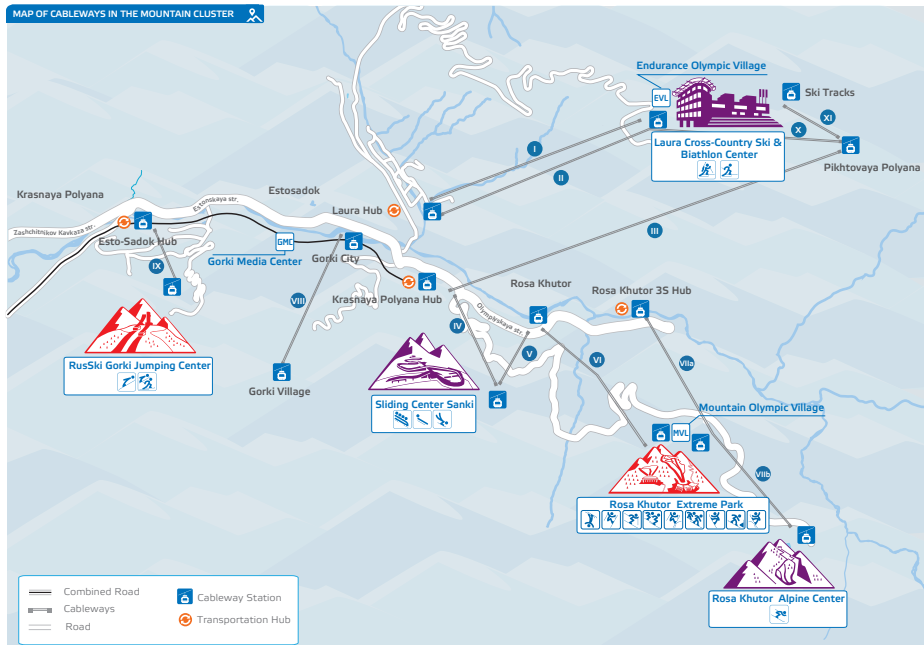 MAP OF CABLEWAYS IN THE MOUNTAIN CLUSTER
Endurance Olympic Village
EVL
Ski Tracks
XI
X
Laura Cross-Country Ski &
Biathlon Center
Pikhtovaya Polyana
I
II
III
Krasnaya Polyana
Estosadok
Estonskaya str.
Laura Hub
Zashchitnikov Kavkaza str.
Esto-Sadok Hub
GMC
Gorki Media Center
Gorki City
IX
VIII
Krasnaya Polyana Hub
Rosa Khutor
Rosa Khutor 3S Hub
Olympiyskaya str.
IV
V
VI
VIIa
RusSki Gorki Jumping Center
Gorki Village
Sliding Center Sanki
Mountain Olympic Village
MVL
VIIb
Rosa Khutor Extreme Park
Rosa Khutor Alpine Center
Combined Road
Cableways
Road
Cableway Station
Transportation Hub